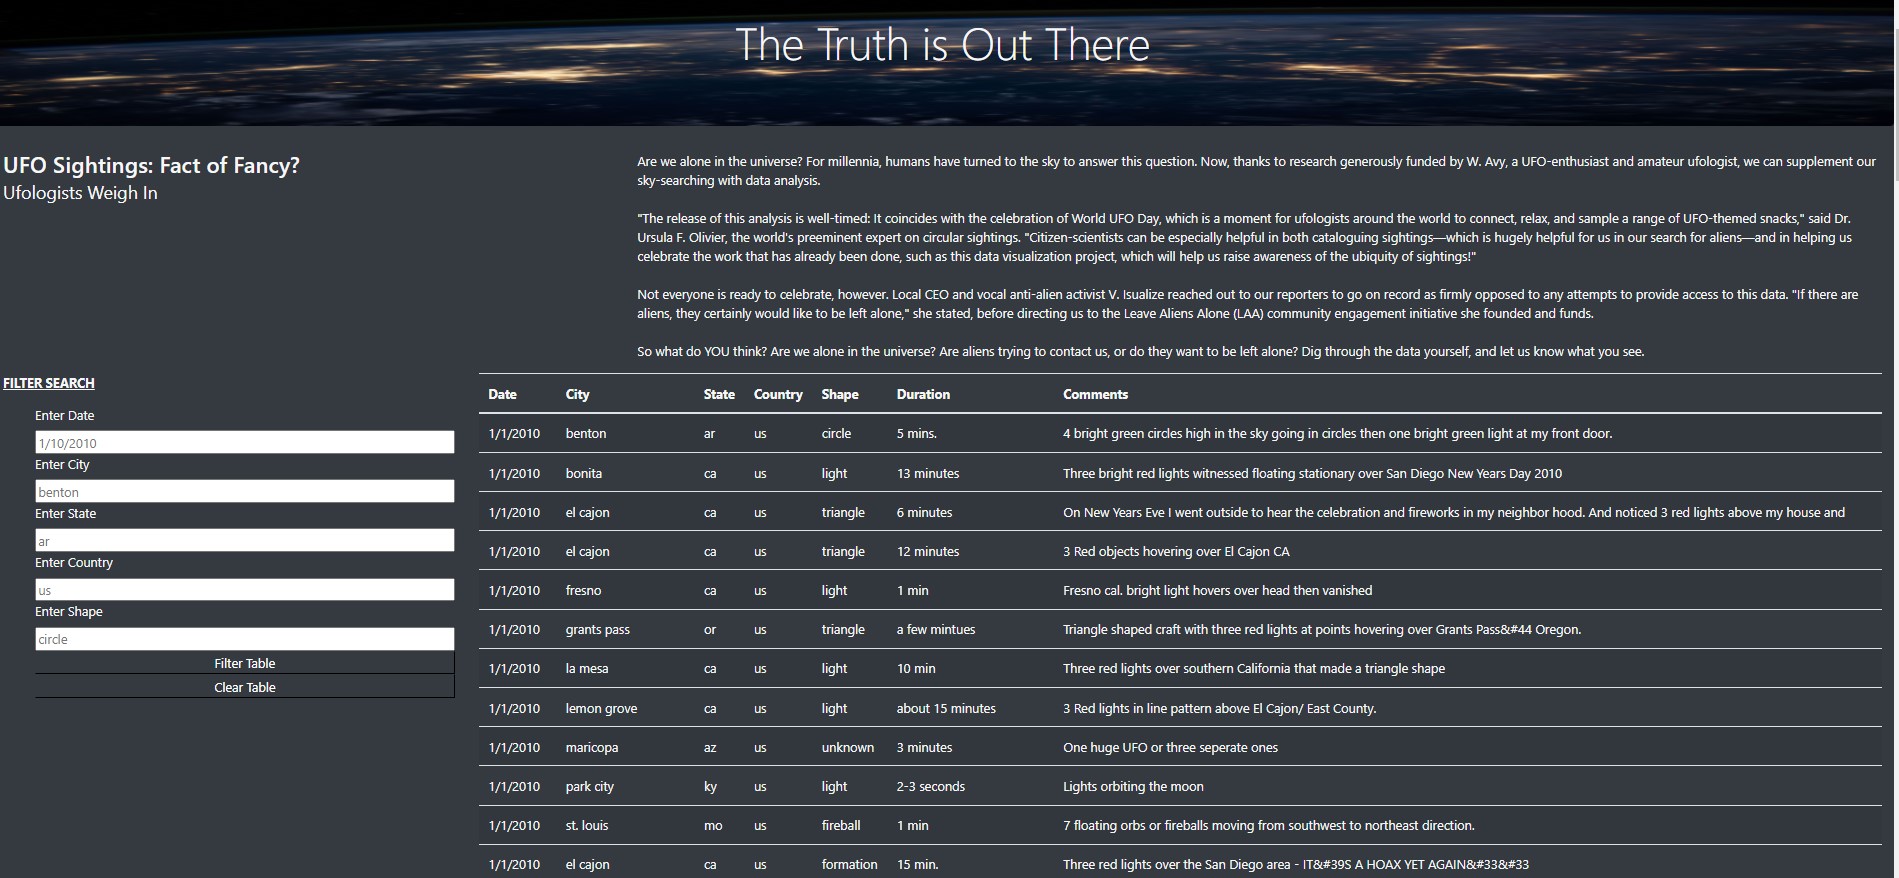 The Truth is Out There
UFO Sightings: Fact of Fancy?
Ufologists Weigh In
Are we alone in the universe? For millennia, humans have turned to the sky to answer this question. Now, thanks to research generously funded by W. Avy, a UFO-enthusiast and amateur ufologist, we can supplement our
sky-searching with data analysis.
"The release of this analysis is well-timed: It coincides with the celebration of World UFO Day, which is a moment for ufologists around the world to connect, relax, and sample a range of UFO-themed snacks," said Dr.
Ursula F. Olivier, the world's preeminent expert on circular sightings. "Citizen-scientists can be especially helpful in both cataloguing sightings—which is hugely helpful for us in our search for aliens—and in helping us
celebrate the work that has already been done, such as this data visualization project, which will help us raise awareness of the ubiquity of sightings!"
Not everyone is ready to celebrate, however. Local CEO and vocal anti-alien activist V. Isualize reached out to our reporters to go on record as firmly opposed to any attempts to provide access to this data. "If there are
aliens, they certainly would like to be left alone," she stated, before directing us to the Leave Aliens Alone (LAA) community engagement initiative she founded and funds.
So what do YOU think? Are we alone in the universe? Are aliens trying to contact us, or do they want to be left alone? Dig through the data yourself, and let us know what you see.
FILTER SEARCH
Enter Date
1/10/2010
Enter City
benton
Enter State
ar
Enter Country
us
Enter Shape
circle
Filter Table
Clear Table
Date City State Country Shape Duration Comments
1/1/2010 benton ar us circle 5 mins. 4 bright green circles high in the sky going in circles then one bright green light at my front door.
1/1/2010 bonita ca us light 13 minutes Three bright red lights witnessed floating stationary over San Diego New Years Day 2010
1/1/2010 el cajon ca us triangle 6 minutes On New Years Eve I went outside to hear the celebration and fireworks in my neighbor hood. And noticed 3 red lights above my house and
1/1/2010 el cajon ca us triangle 12 minutes 3 Red objects hovering over El Cajon CA
1/1/2010 fresno ca us light 1 min Fresno cal. bright light hovers over head then vanished
1/1/2010 grants pass or us triangle a few mintues Triangle shaped craft with three red lights at points hovering over Grants Pass&#44 Oregon.
1/1/2010 la mesa ca us light 10 min Three red lights over southern California that made a triangle shape
1/1/2010 lemon grove ca us light about 15 minutes 3 Red lights in line pattern above El Cajon/ East County.
1/1/2010 maricopa az us unknown 3 minutes One huge UFO or three seperate ones
1/1/2010 park city ky us light 2-3 seconds Lights orbiting the moon
1/1/2010 st. louis mo us fireball 1 min 7 floating orbs or fireballs moving from southwest to northeast direction.
1/1/2010 el cajon ca us formation 15 min. Three red lights over the San Diego area - IT&#39S A HOAX YET AGAIN&#33&#33